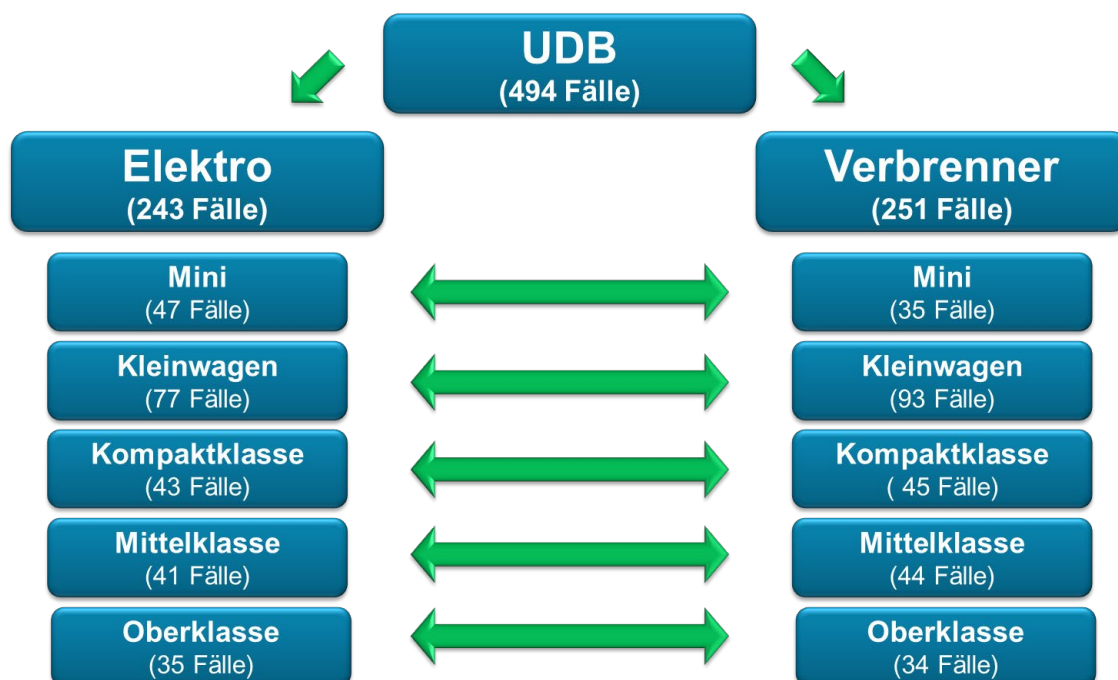 UDB
(494 Fälle)
Elektro
(243 Fälle)
Verbrenner
(251 Fälle)
Mini
(47 Fälle)
Mini
(35 Fälle)
Kleinwagen
(77 Fälle)
Kleinwagen
(93 Fälle)
Kompaktklasse
(43 Fälle)
Kompaktklasse
( 45 Fälle)
Mittelklasse
(41 Fälle)
Mittelklasse
(44 Fälle)
Oberklasse
(35 Fälle)
Oberklasse
(34 Fälle)